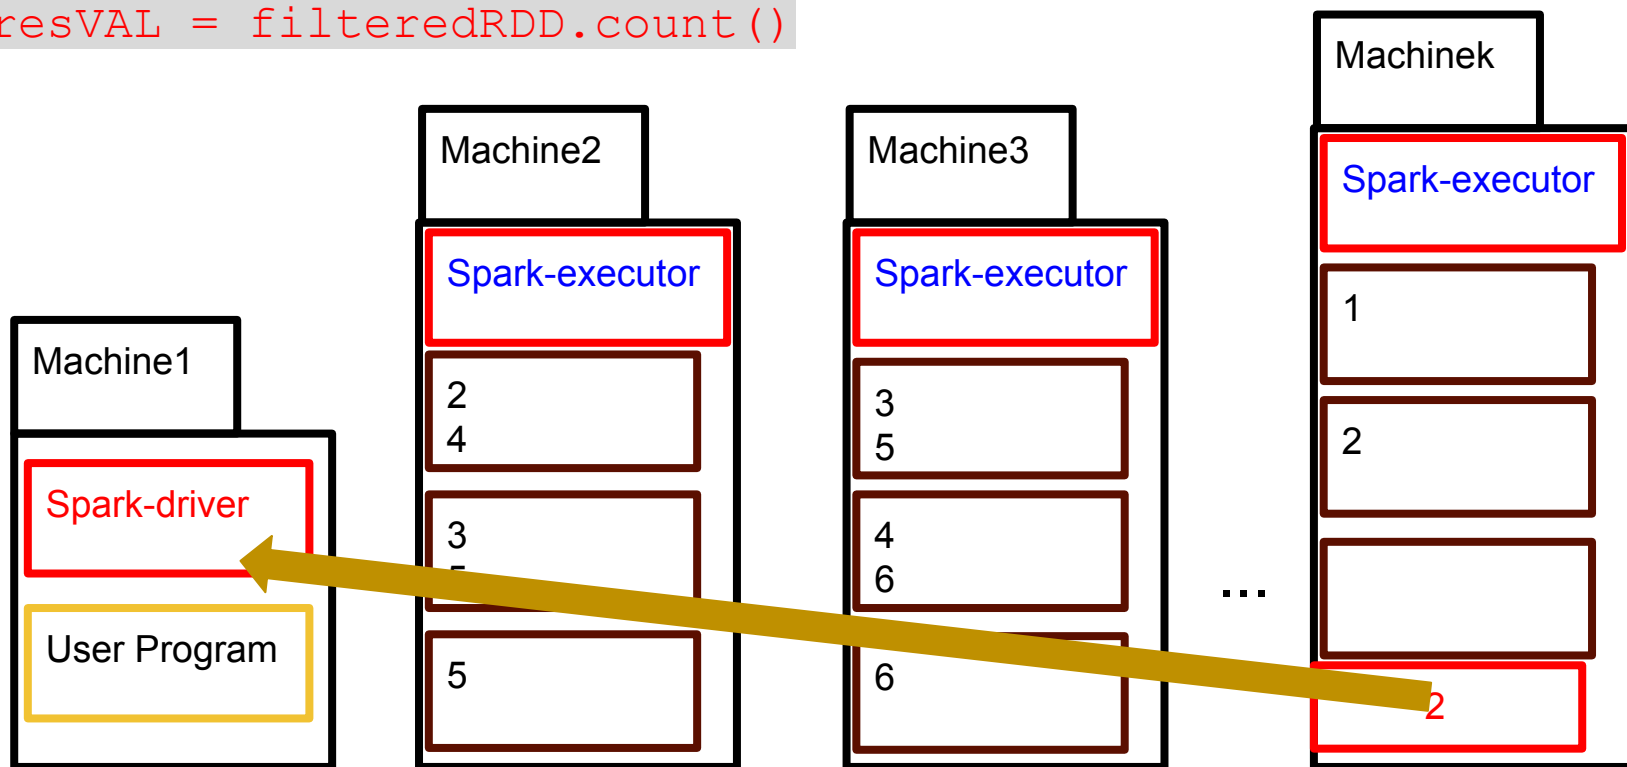 resVAL = filteredRDD.count()
Machine1
Spark-driver
User Program
Machine2
Spark-executor
2
4
3
5
Machine3
Spark-executor
3
5
4
6
6
...
Machinek
Spark-executor
1
2
2